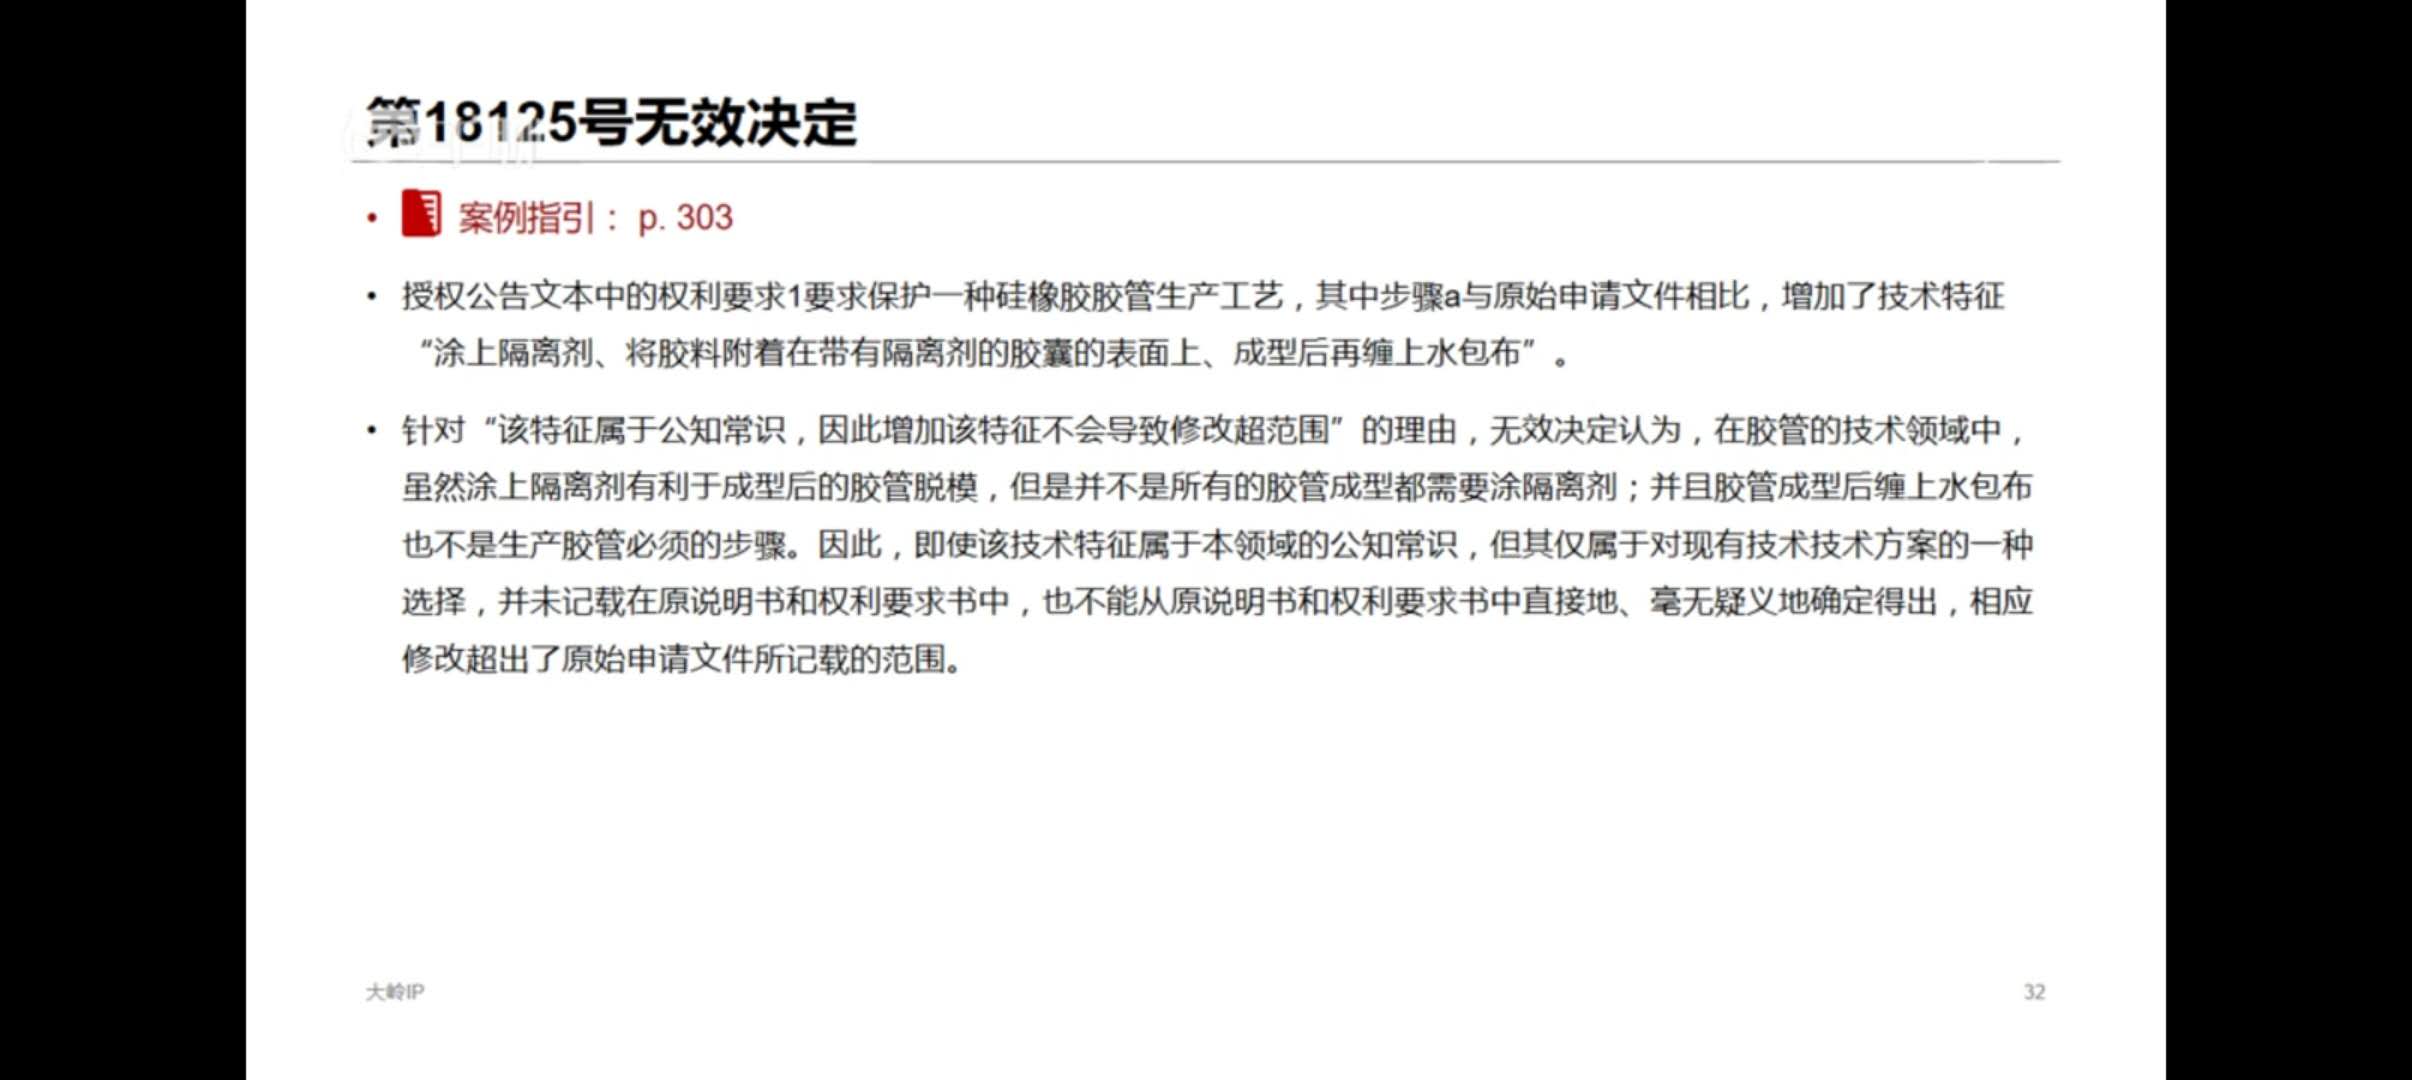 第18125号无效决定
• 案例指引： p. 303
• 授权公告文本中的权利要求1要求保护一种硅橡胶胶管生产工艺，其中步骤a与原始申请文件相比，增加了技术特征
“涂上隔离剂、将胶料附着在带有隔离剂的胶囊的表面上、成型后再缠上水包布”。
• 针对“该特征属于公知常识，因此增加该特征不会导致修改超范围”的理由，无效决定认为，在胶管的技术领域中，
虽然涂上隔离剂有利于成型后的胶管脱模，但是并不是所有的胶管成型都需要涂隔离剂；并且胶管成型后缠上水包布
也不是生产胶管必须的步骤。因此，即使该技术特征属于本领域的公知常识，但其仅属于对现有技术技术方案的一种
选择，并未记载在原说明书和权利要求书中，也不能从原说明书和权利要求书中直接地、毫无疑义地确定得出，相应
修改超出了原始申请文件所记载的范围。
大岭IP
32